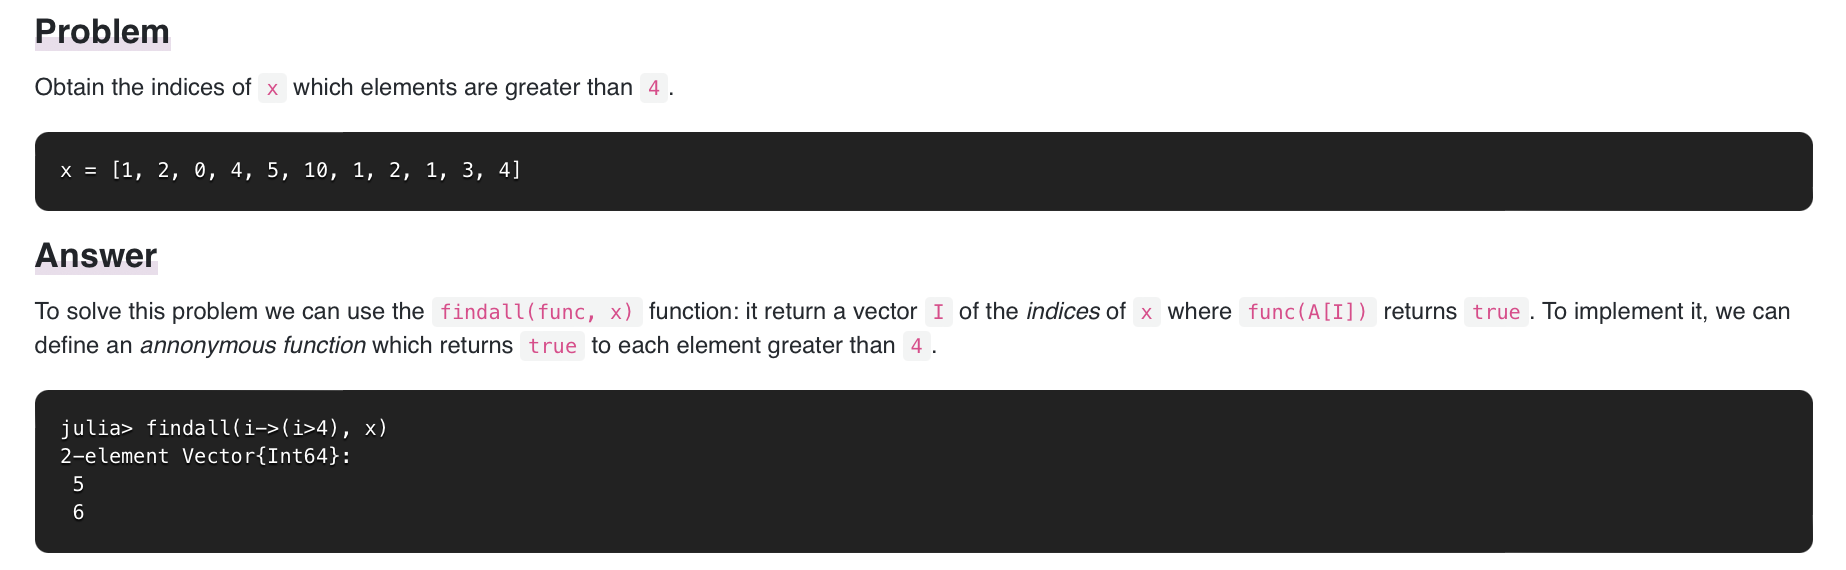 Problem
Obtain the indices of x which elements are greater than 4.
x = [1, 2, 0, 4, 5, 10, 1, 2, 1, 3, 4]
Answer
To solve this problem we can use the findall(func, x) function: it return a vector I of the indices of x where func(A[I]) returns true. To implement it, we can
define an annonymous function which returns true to each element greater than 4.
julia> findall(i->(i>4), x)
2-element Vector{Int64}:
5
6